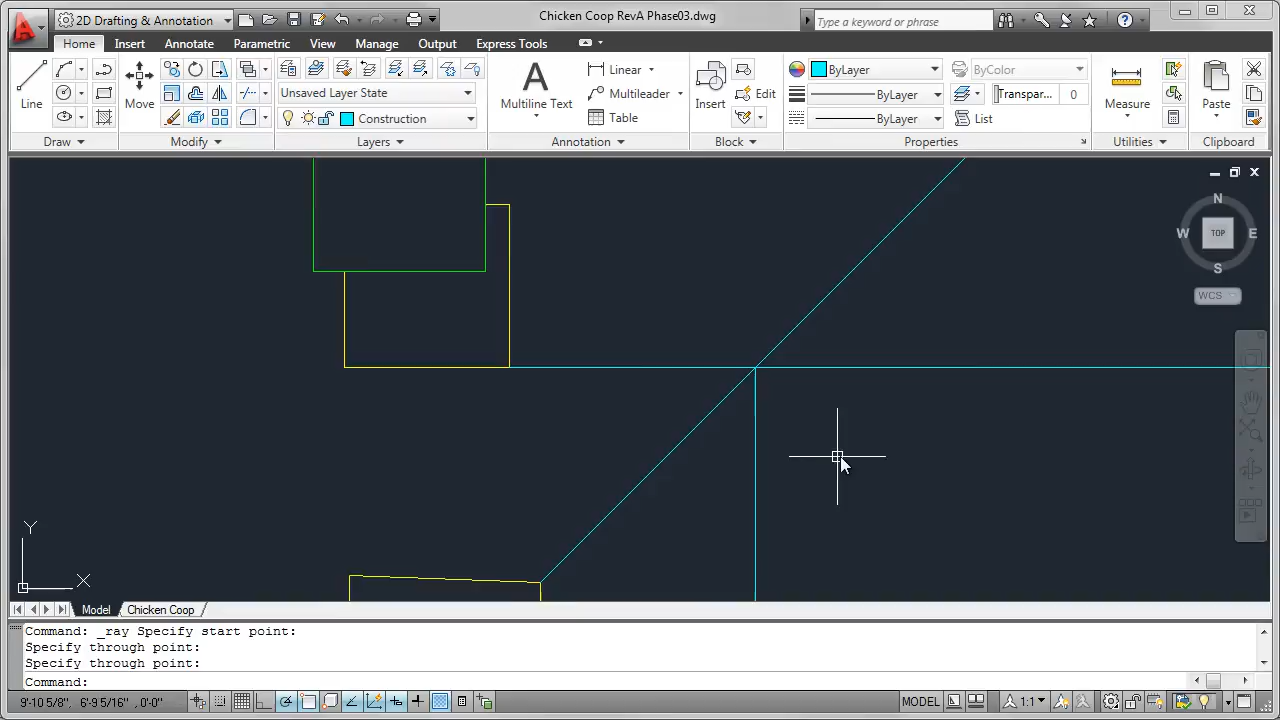 2D Drafting & Annotation
Chicken Coop RevA Phase03.dwg
Type a keyword or phrase
Home Insert Annotate Parametric View Manage Output Express Tools
Line
Move
Unsaved Layer State
Construction
Multiline Text
Linear
Multileader
Table
Insert
Edit
ByLayer
ByLayer
ByLayer
ByColor
Transpar... 0
List
Measure
Paste
Draw Modify Layers Annotation Block Properties Utilities Clipboard
N
W TOP E
S
WCS
Y
X
Model Chicken Coop
Command: _ray Specify start point:
Specify through point:
Specify through point:
Command:
9'-10 5/8", 6'-9 5/16" ,0'-0" MODEL 1:1